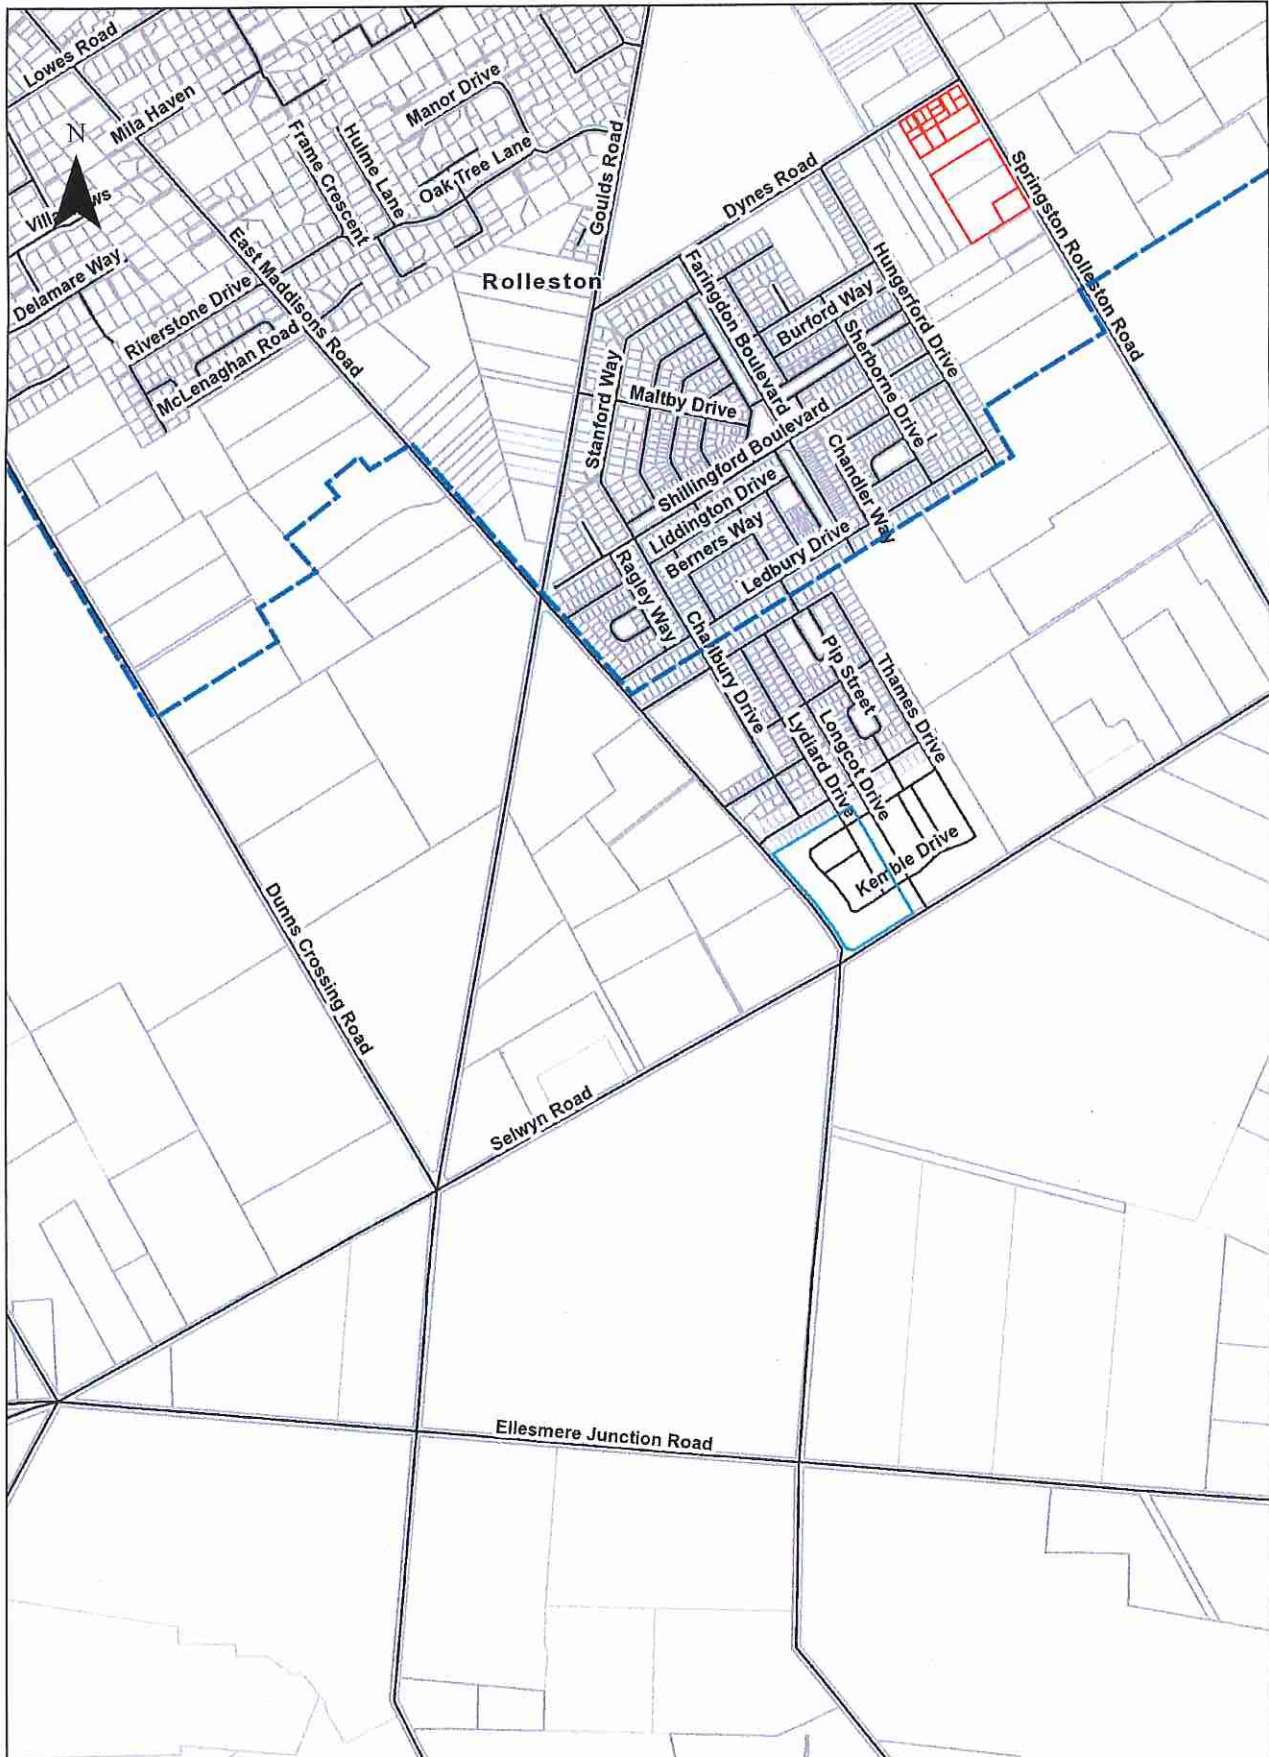 Lowes Road
Mila Haven
N
Manor Drive
Frame Crescent
Hulme Lane
Oak Tree Lane
Goulds Road
Dynes Road
Springston Rolleston Road
Delamare Way
East Maddisons Road
Rolleston
Riverstone Drive
McLenaghan Road
Faringdon Boulevard
Hungerford Drive
Burford Way
Sherborne Drive
Stanford Way
Maltby Drive
Shillingford Boulevard
Chandler Way
Liddington Drive
Berners Way
Ledbury Drive
Ragley Way
Charlbury Drive
Pip Street
Thames Drive
Lydiard Drive
Longcot Drive
Kemble Drive
Dunns Crossing Road
Selwyn Road
Ellesmere Junction Road
Springston Rolleston Road